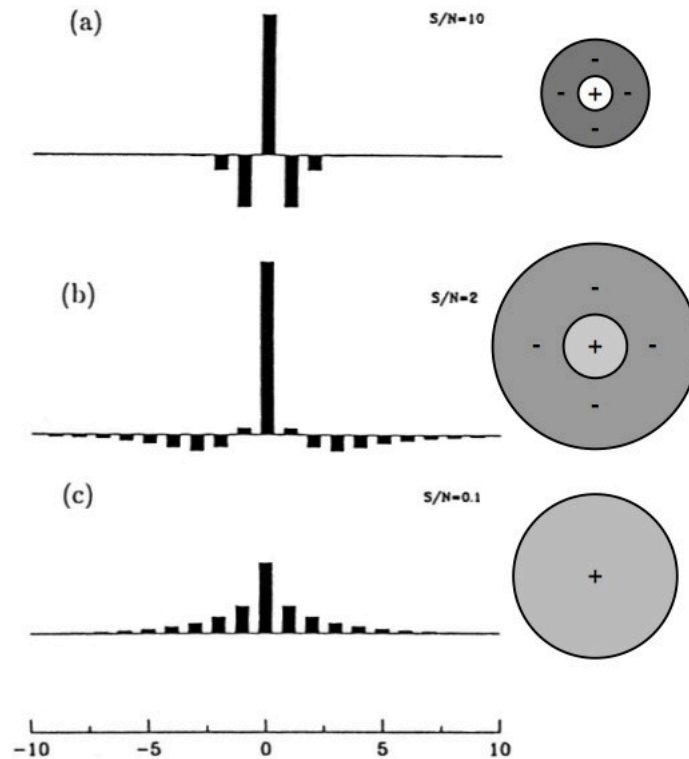 (a)
S/N=10
-
- + -
-
(b)
S/N=2
-
- + -
-
(c)
S/N=0.1
+
-10 -5 0 5 10